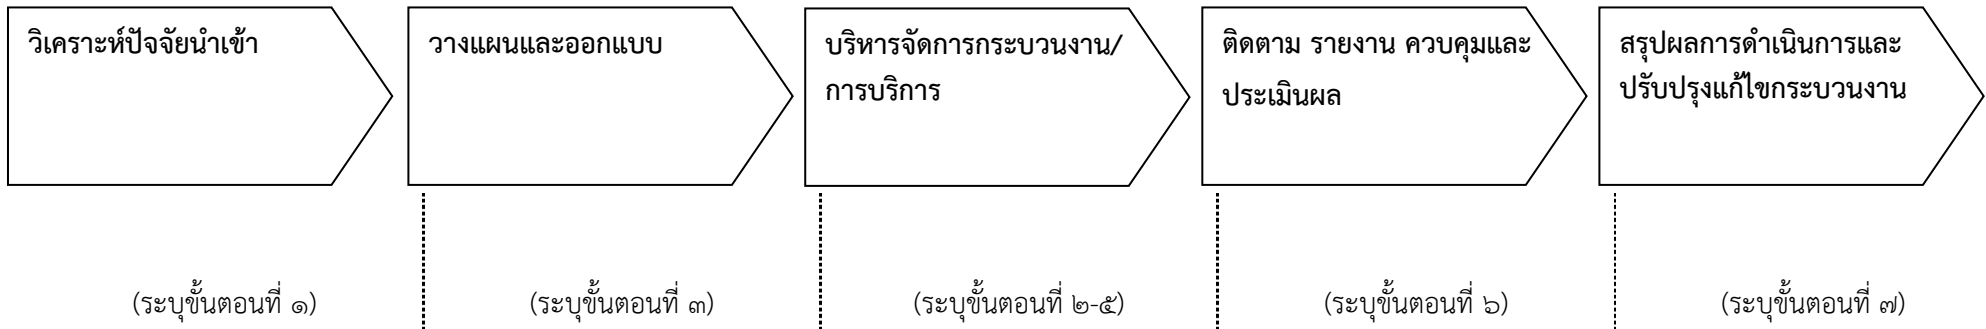 วิเคราะห์ปัจจัยนำเข้า
วางแผนและออกแบบ
บริหารจัดการกระบวนงาน/
การบริการ
ติดตาม รายงาน ควบคุมและ
ประเมินผล
สรุปผลการดำเนินการและ
ปรับปรุงแก้ไขกระบวนงาน
(ระบุขั้นตอนที่ ๑)
(ระบุขั้นตอนที่ ๓)
(ระบุขั้นตอนที่ ๒-๕)
(ระบุขั้นตอนที่ ๖)
(ระบุขั้นตอนที่ ๗)